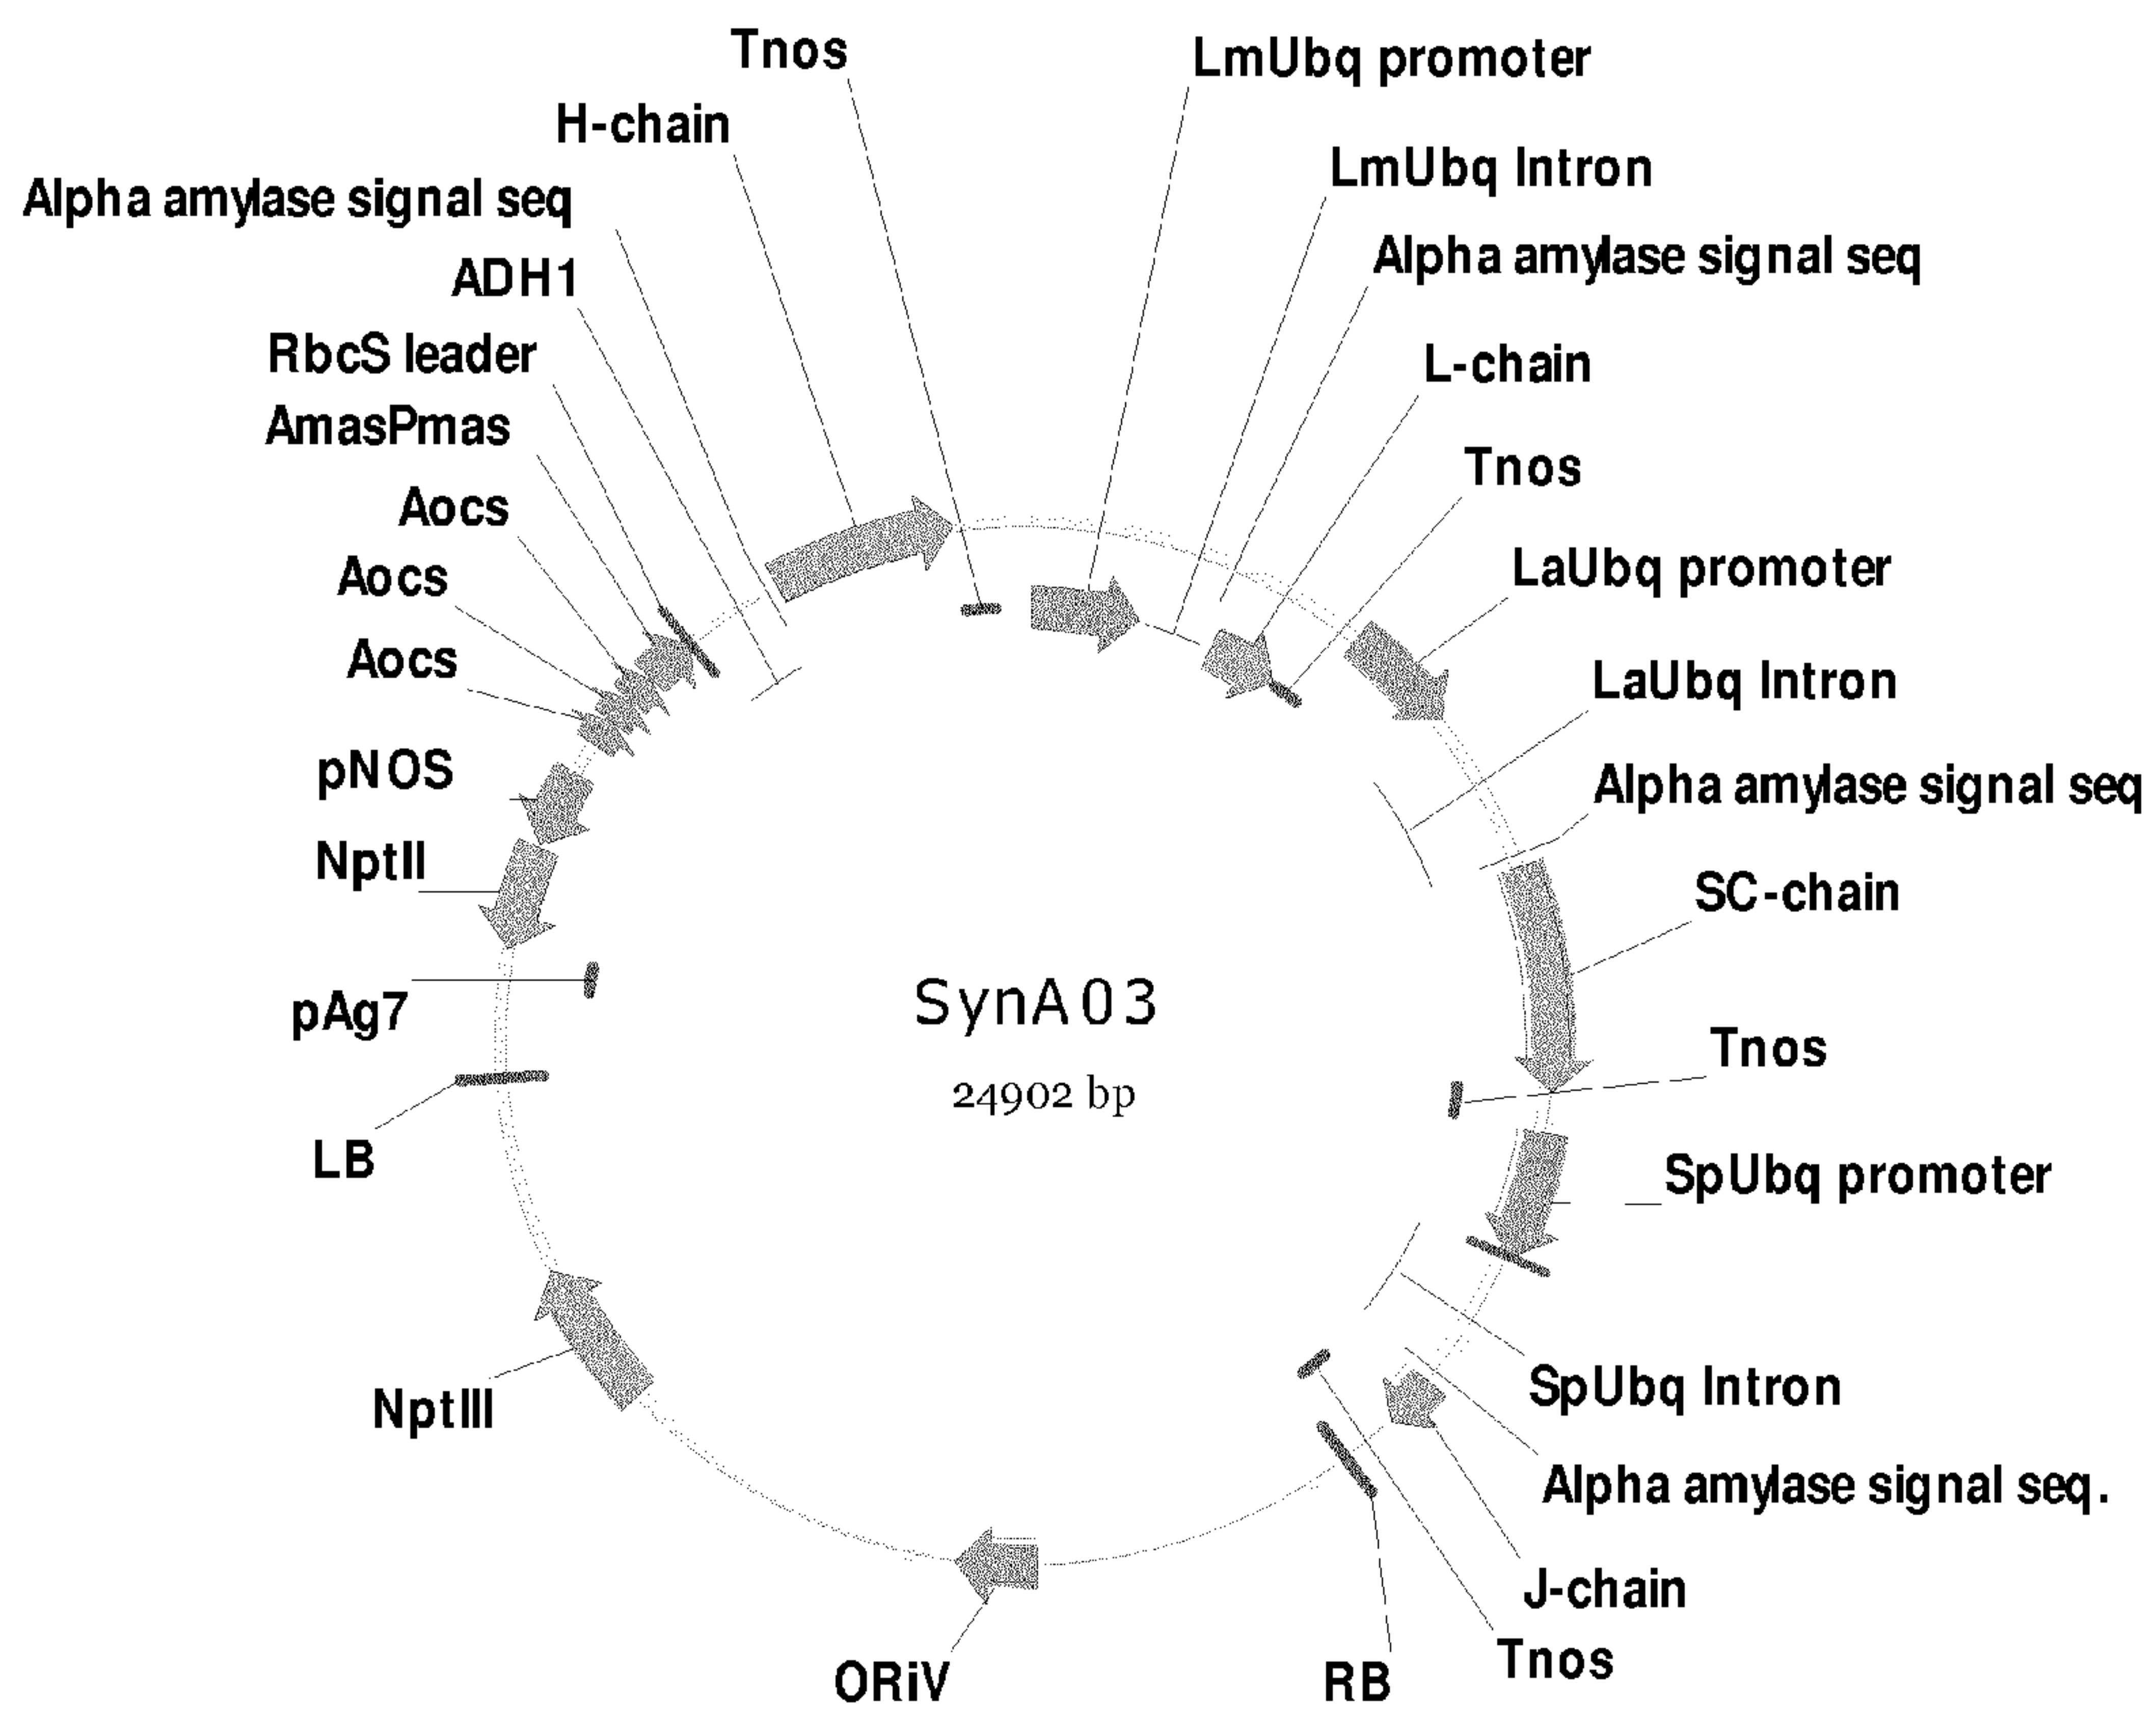 Tnos
LmUbq promoter
H-chain
LmUbq Intron
Alpha amylase signal seq
Alpha amylase signal seq
ADH1
RbcS leader
L-chain
AmasPmas
Tnos
Aocs
LaUbq promoter
Aocs
Aocs
LaUbq Intron
pNOS
Alpha amylase signal seq
NptII
SC-chain
SynA03
pAg7
Tnos
24902 bp
LB
SpUbq promoter
SpUbq Intron
NptIII
Alpha amylase signal seq.
J-chain
Tnos
ORiV
RB